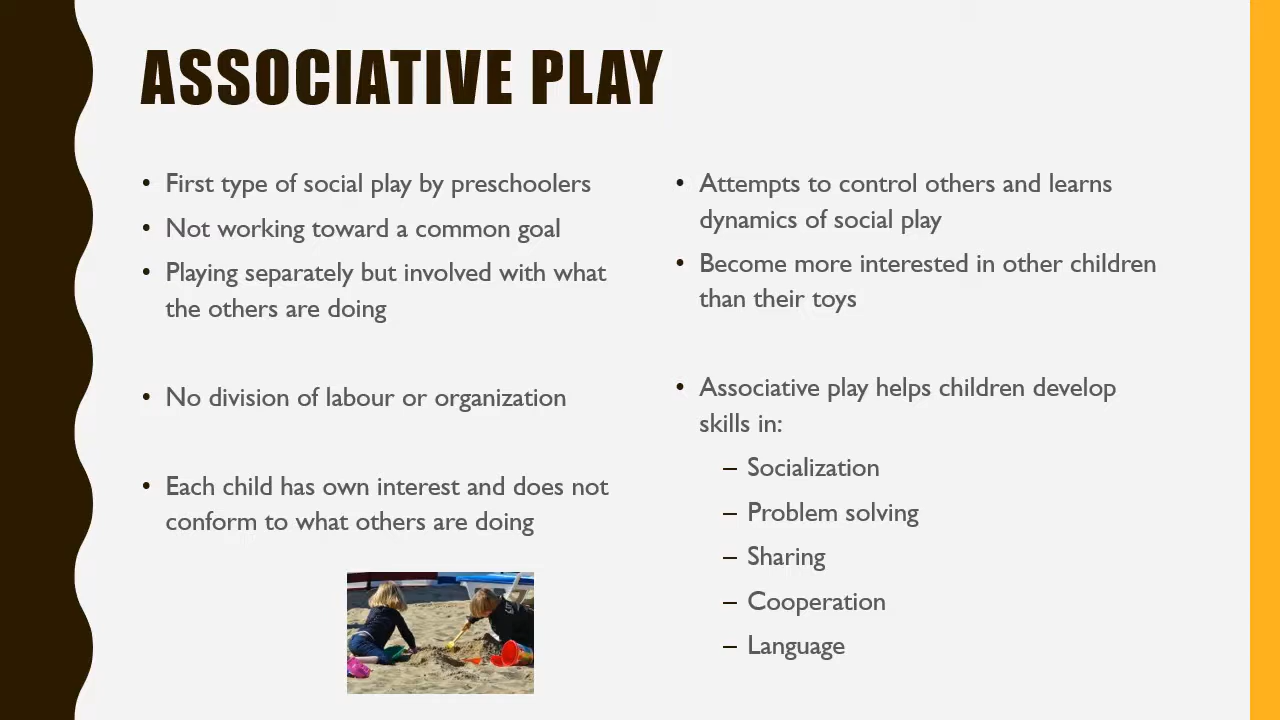 ASSOCIATIVE PLAY
• First type of social play by preschoolers
• Not working toward a common goal
• Playing separately but involved with what
the others are doing
• No division of labour or organization
• Each child has own interest and does not
conform to what others are doing
• Attempts to control others and learns
dynamics of social play
• Become more interested in other children
than their toys
• Associative play helps children develop
skills in:
– Socialization
– Problem solving
– Sharing
– Cooperation
– Language